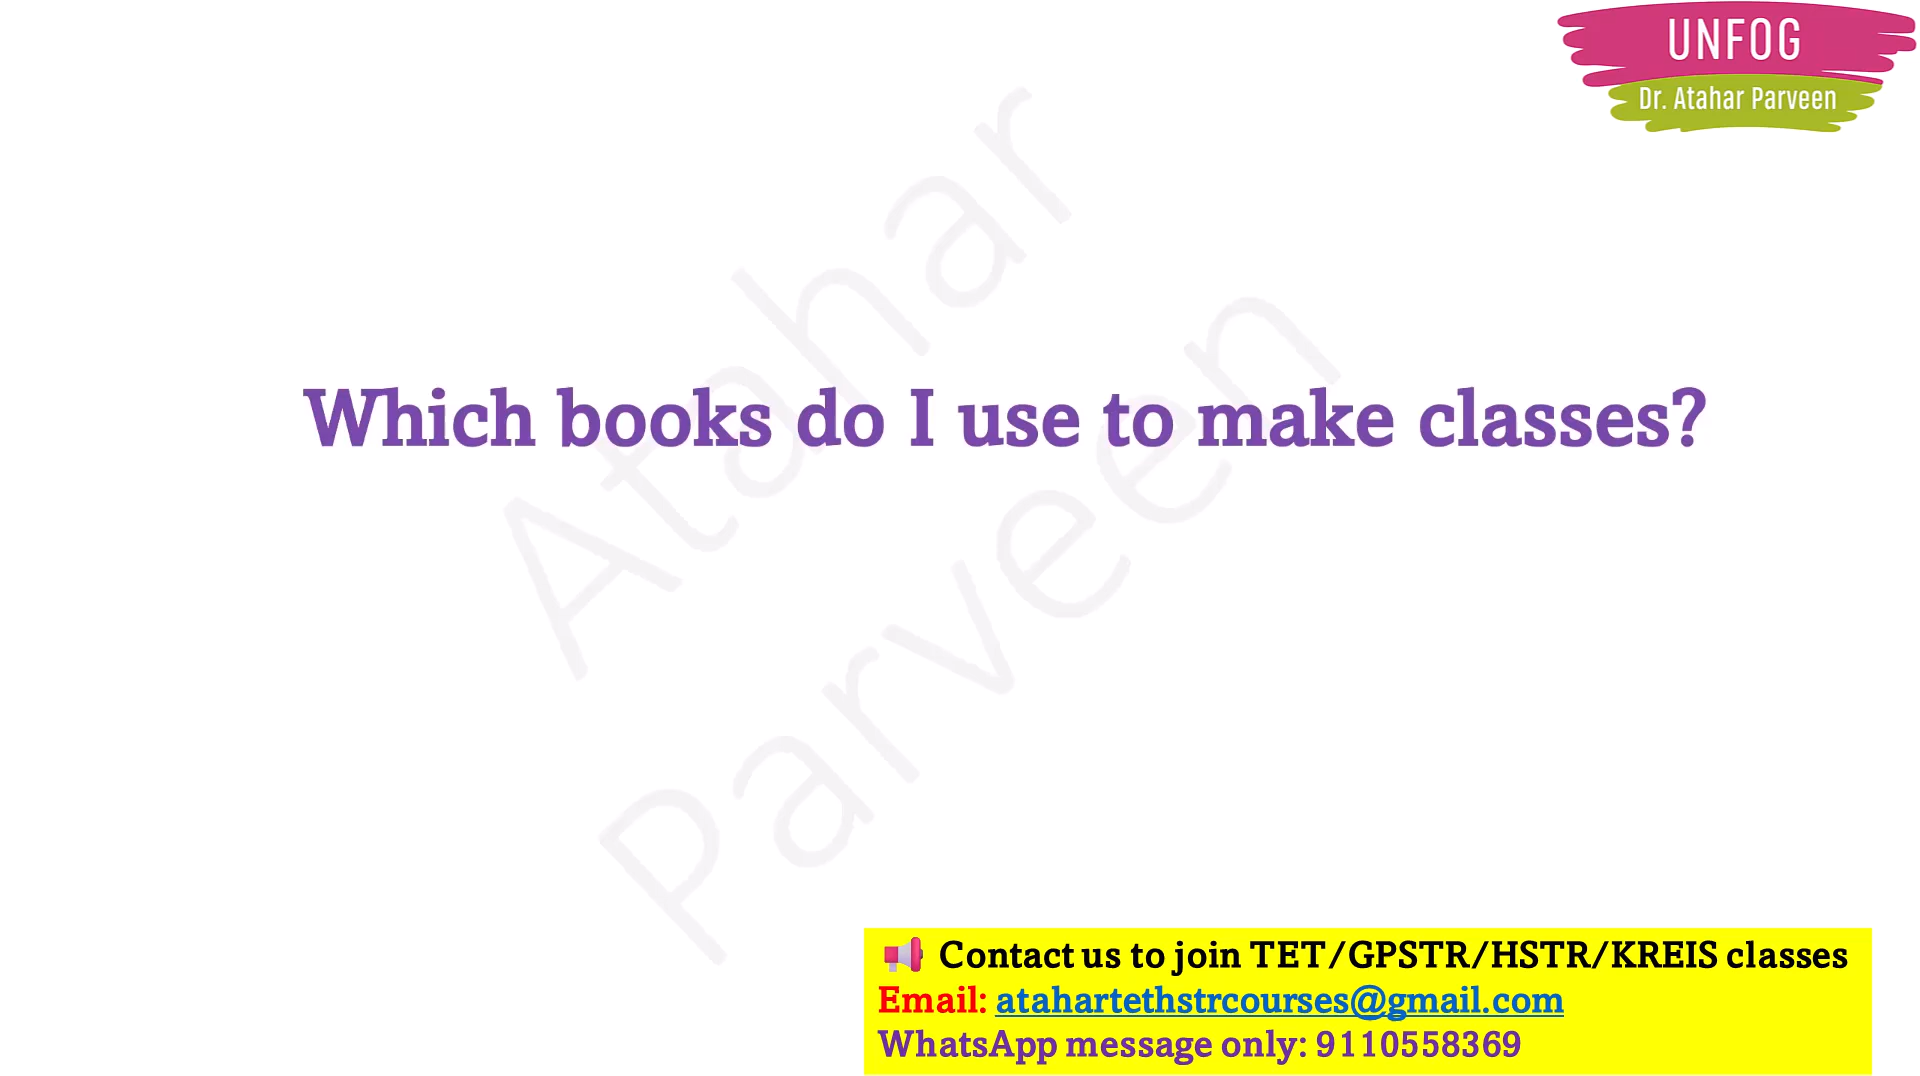 UNFOG
Dr. Atahar Parveen
Atahar
Parveen
Which books do I use to make classes?
📢 Contact us to join TET/GPSTR/HSTR/KREIS classes
Email: atahartethstrcourses@gmail.com
WhatsApp message only: 9110558369